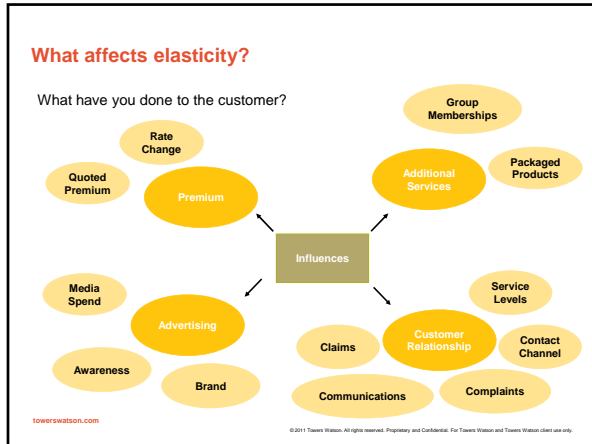 What affects elasticity?
What have you done to the customer?
Group
Memberships
Rate
Change
Packaged
Products
Quoted
Premium
Premium
Additional
Services
Influences
Media
Spend
Advertising
Awareness
Brand
Service
Levels
Customer
Relationship
Claims
Contact
Channel
Communications
Complaints
towerswatson.com
© 2011 Towers Watson. All rights reserved. Proprietary and Confidential. For Towers Watson and Towers Watson client use only.